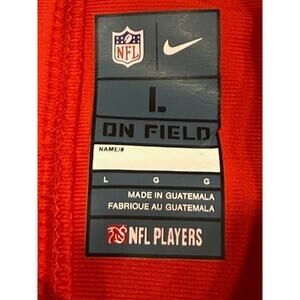 NFL
L
ON FIELD
NAME/#
L G G
MADE IN GUATEMALA
FABRIQUE AU GUATEMALA
NFL PLAYERS